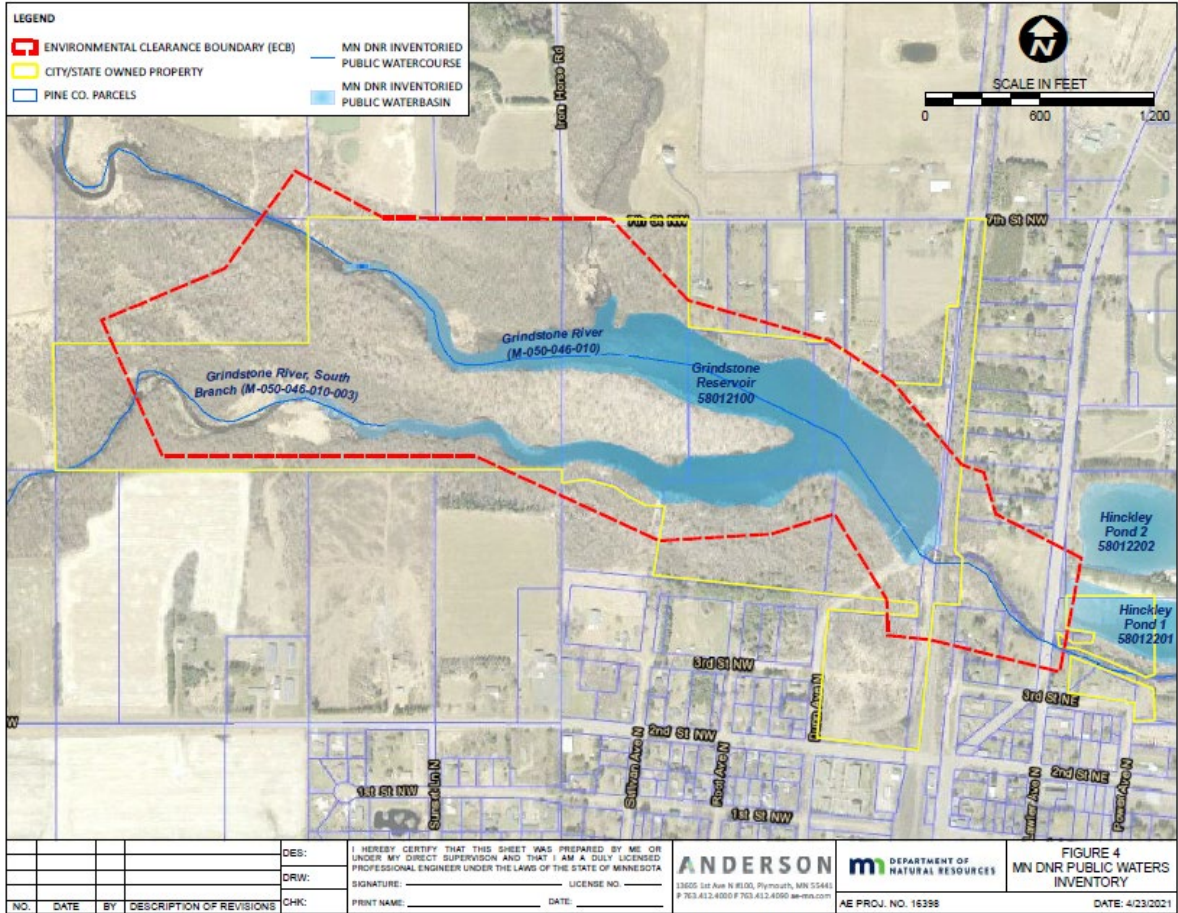 LEGEND
ENVIRONMENTAL CLEARANCE BOUNDARY (ECB)
CITY/STATE OWNED PROPERTY
PINE CO. PARCELS
MN DNR INVENTORIED
PUBLIC WATERCOURSE
MN DNR INVENTORIED
PUBLIC WATERBASIN
N
SCALE IN FEET
0 600 1,200
Iron Horse Rd
7th St NW
7th St NW
Grindstone River
(M-050-046-010)
Grindstone River, South
Branch (M-050-046-010-003)
Grindstone
Reservoir
58012100
Hinckley
Pond 2
58012202
Hinckley
Pond 1
58012201
3rd St NW
3rd St NE
W
2nd St NW
2nd St NE
1st St NW
1st St NW
Sunset Ln N
Sullivan Ave N
Root Ave N
Dunn Ave N
Lawler Ave N
Power Ave N
NO. DATE BY DESCRIPTION OF REVISIONS
DES:
DRW:
CHK:
I HEREBY CERTIFY THAT THIS SHEET WAS PREPARED BY ME OR
UNDER MY DIRECT SUPERVISION AND THAT I AM A DULY LICENSED
PROFESSIONAL ENGINEER UNDER THE LAWS OF THE STATE OF MINNESOTA
SIGNATURE: LICENSE NO.
PRINT NAME: DATE:
ANDERSON
13605 1st Ave N #100, Plymouth, MN 55441
P 763.412.4000 F 763.412.4090 ae-mn.com
DEPARTMENT OF
NATURAL RESOURCES
AE PROJ. NO. 16398
FIGURE 4
MN DNR PUBLIC WATERS
INVENTORY
DATE: 4/23/2021